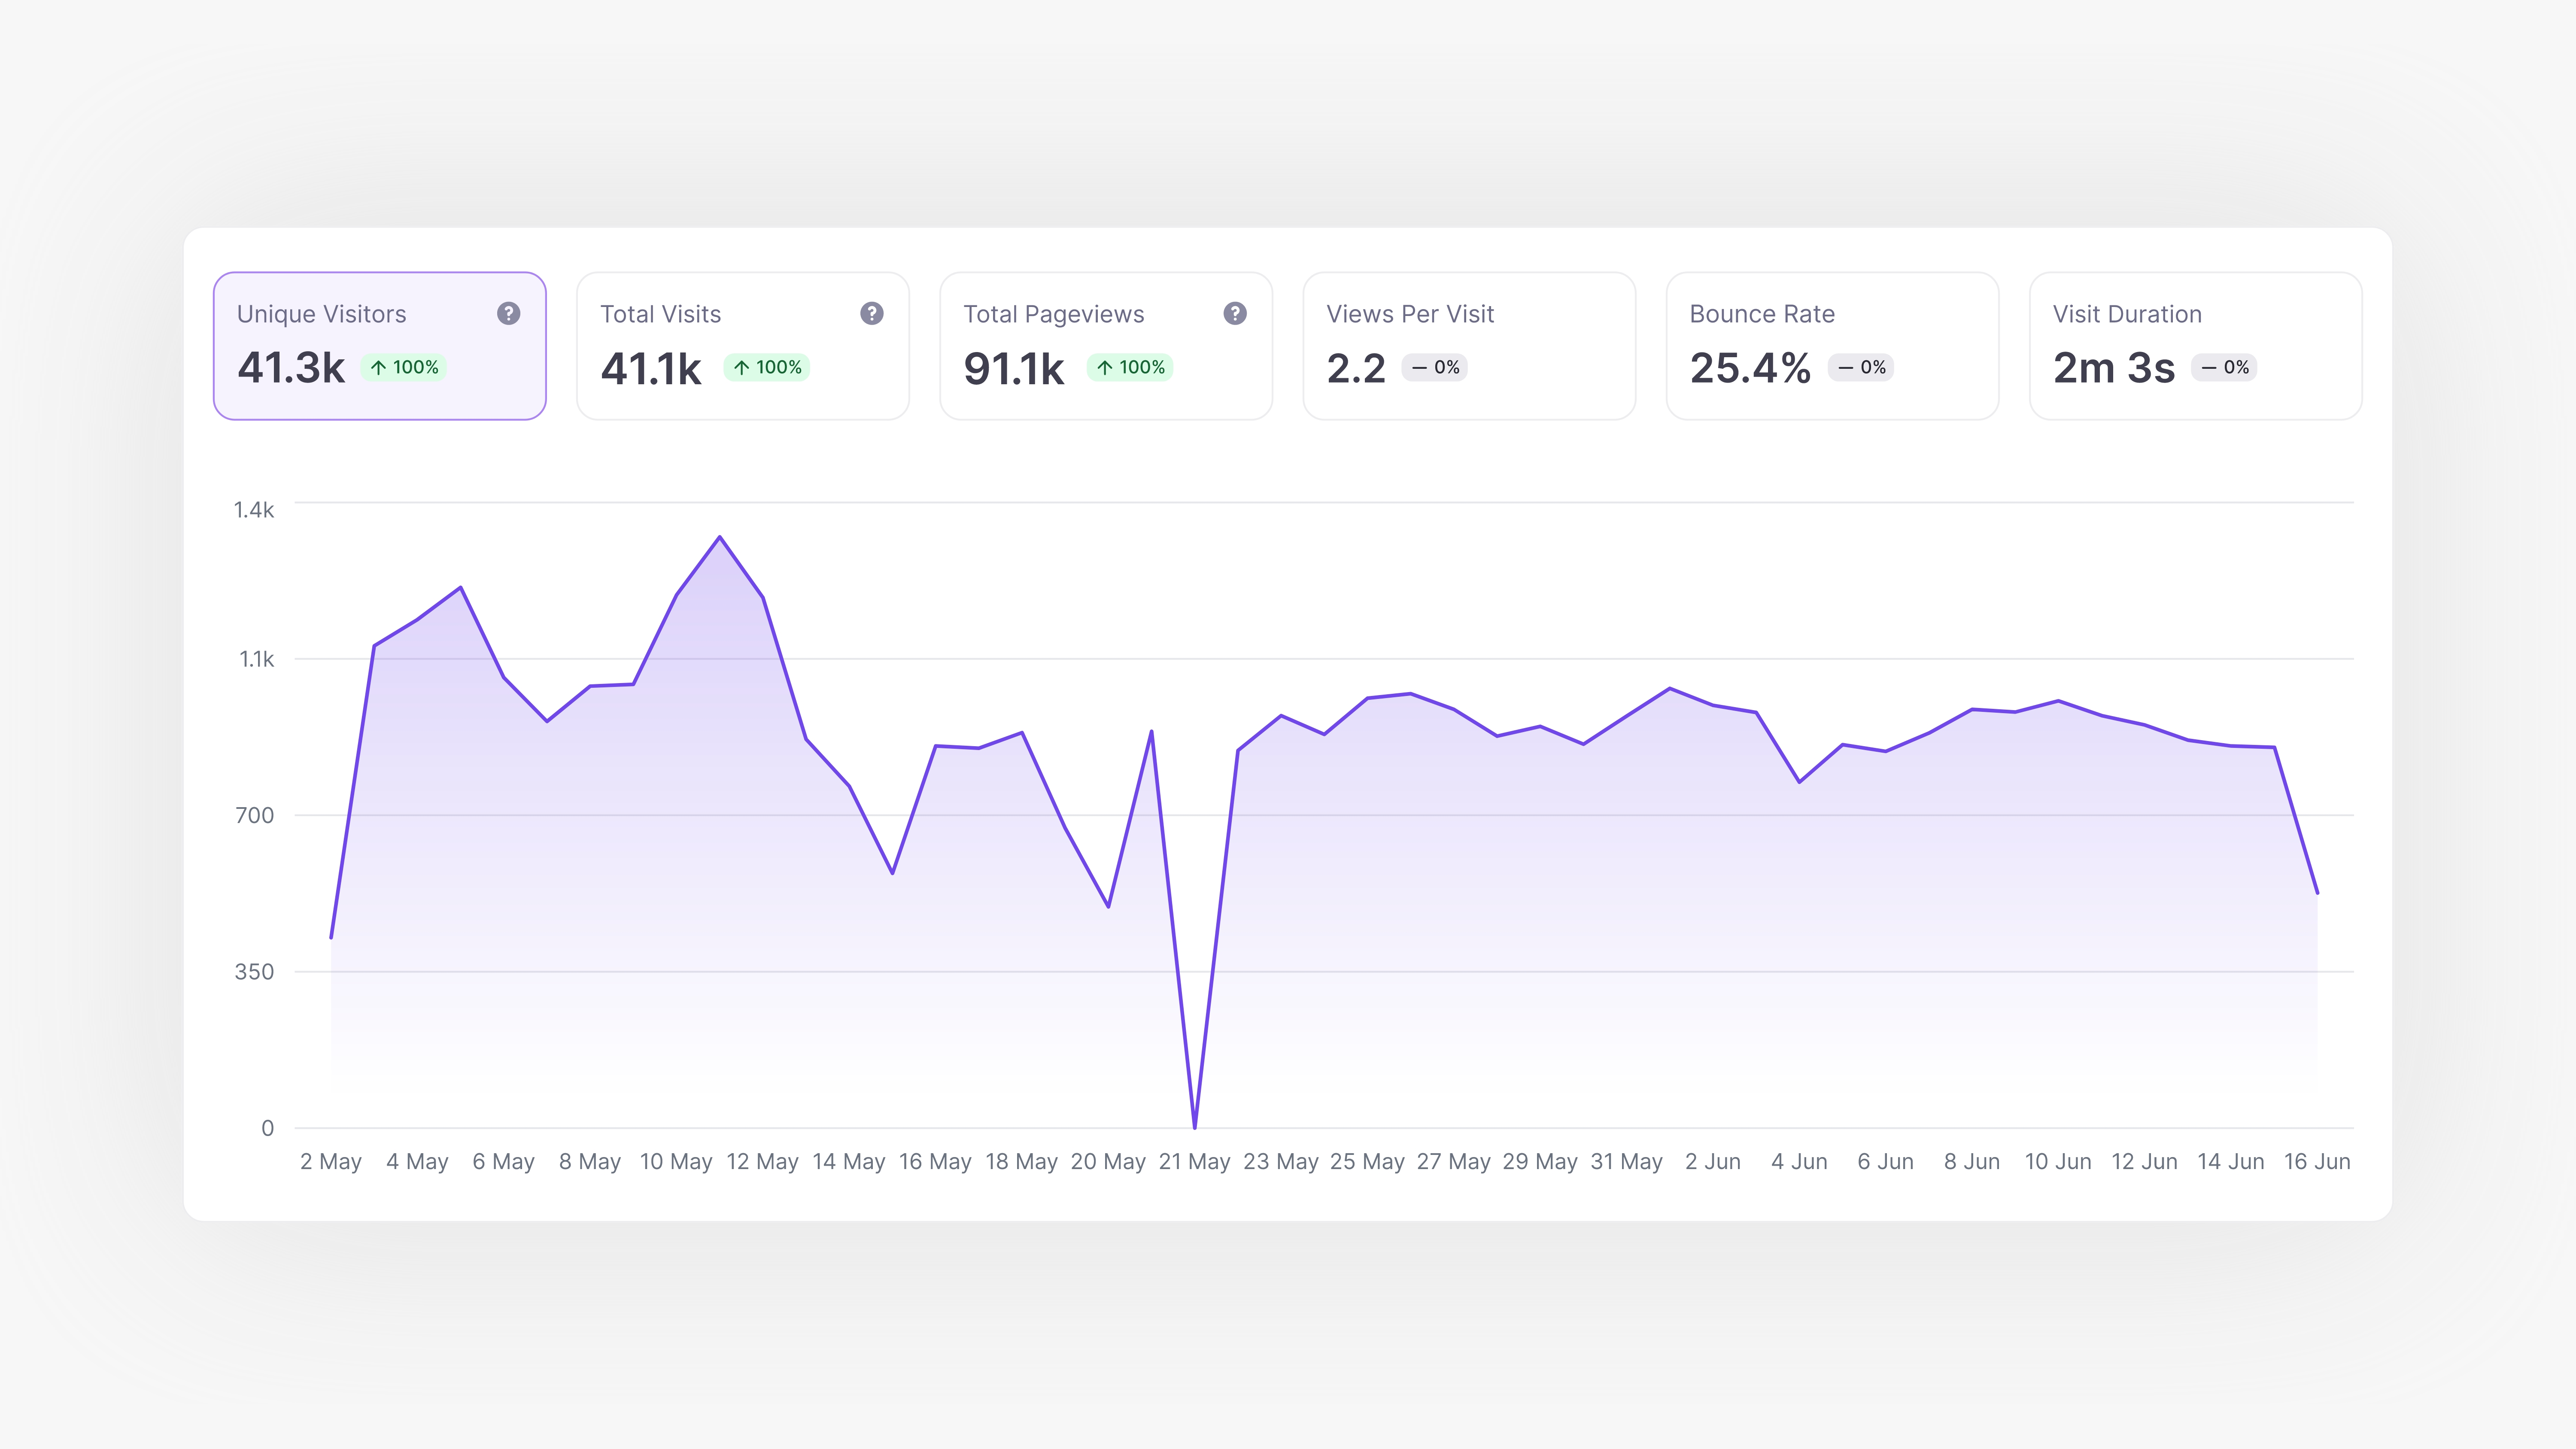 Unique Visitors
?
41.3k
↑ 100%
Total Visits
?
41.1k
↑ 100%
Total Pageviews
?
91.1k
↑ 100%
Views Per Visit
2.2
— 0%
Bounce Rate
25.4%
— 0%
Visit Duration
2m 3s
— 0%
1.4k
1.1k
700
350
0
2 May 4 May 6 May 8 May 10 May 12 May 14 May 16 May 18 May 20 May 21 May 23 May 25 May 27 May 29 May 31 May 2 Jun 4 Jun 6 Jun 8 Jun 10 Jun 12 Jun 14 Jun 16 Jun